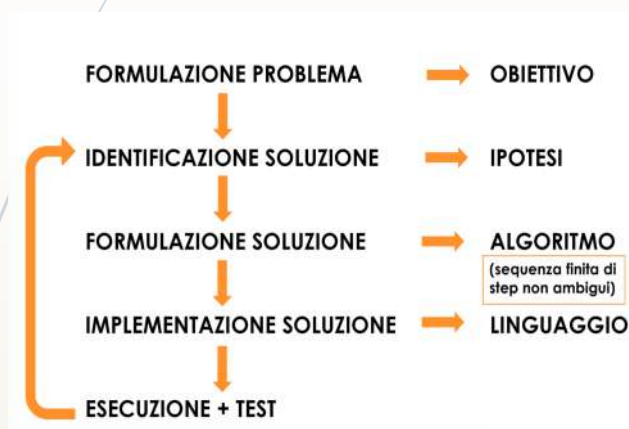 FORMULAZIONE PROBLEMA OBIETTIVO
IDENTIFICAZIONE SOLUZIONE IPOTESI
FORMULAZIONE SOLUZIONE ALGORITMO
(sequenza finita di
step non ambigui)
IMPLEMENTAZIONE SOLUZIONE LINGUAGGIO
ESECUZIONE + TEST